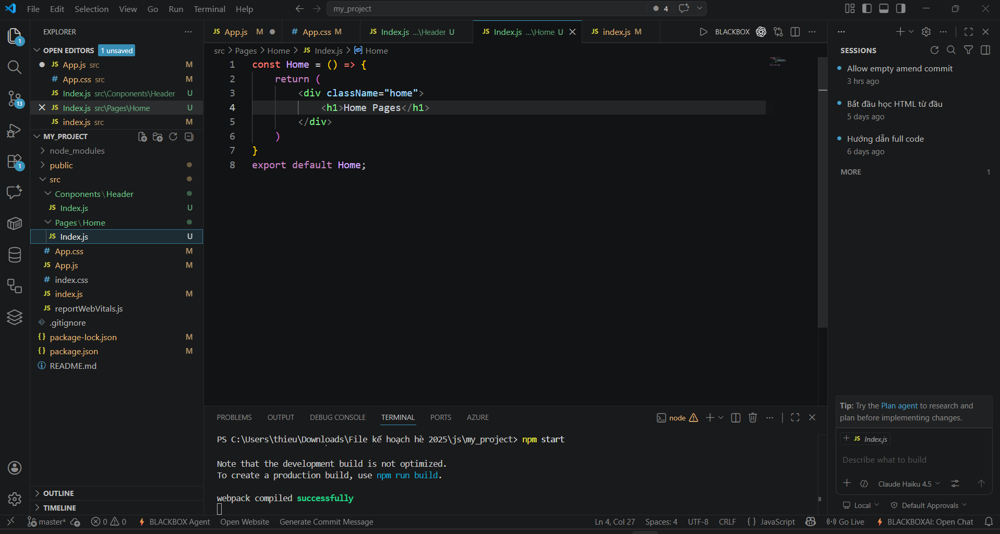 File Edit Selection View Go Run Terminal Help
my_project
4
EXPLORER
OPEN EDITORS 1 unsaved
App.js src M
App.css src M
Index.js src\Conponents\Header U
Index.js src\Pages\Home U
index.js src M
MY_PROJECT
node_modules
public
src
Conponents\Header
Index.js U
Pages\Home
Index.js U
App.css M
App.js M
index.css
index.js M
reportWebVitals.js
.gitignore
package-lock.json M
package.json M
README.md
OUTLINE
TIMELINE
1
13
1
JS App.js M
# App.css M
JS Index.js ...\Header U
JS Index.js ...\Home U
JS index.js M
BLACKBOX
src > Pages > Home > JS Index.js > Home
1 const Home = () => {
2 return (
3 <div className="home">
4 <h1>Home Pages</h1>
5 </div>
6 )
7 }
8 export default Home;
PROBLEMS OUTPUT DEBUG CONSOLE TERMINAL PORTS AZURE
node
PS C:\Users\thieu\Downloads\File kế hoạch hè 2025\js\my_project> npm start
Note that the development build is not optimized.
To create a production build, use npm run build.
webpack compiled successfully
SESSIONS
Allow empty amend commit
3 hrs ago
Bắt đầu học HTML từ đầu
5 days ago
Hướng dẫn full code
6 days ago
MORE 1
Tip: Try the Plan agent to research and
plan before implementing changes.
JS Index.js
Describe what to build
Claude Haiku 4.5
Local Default Approvals
master* 0 0 BLACKBOX Agent Open Website Generate Commit Message
Ln 4, Col 27 Spaces: 4 UTF-8 CRLF {} JavaScript Go Live BLACKBOXAI: Open Chat